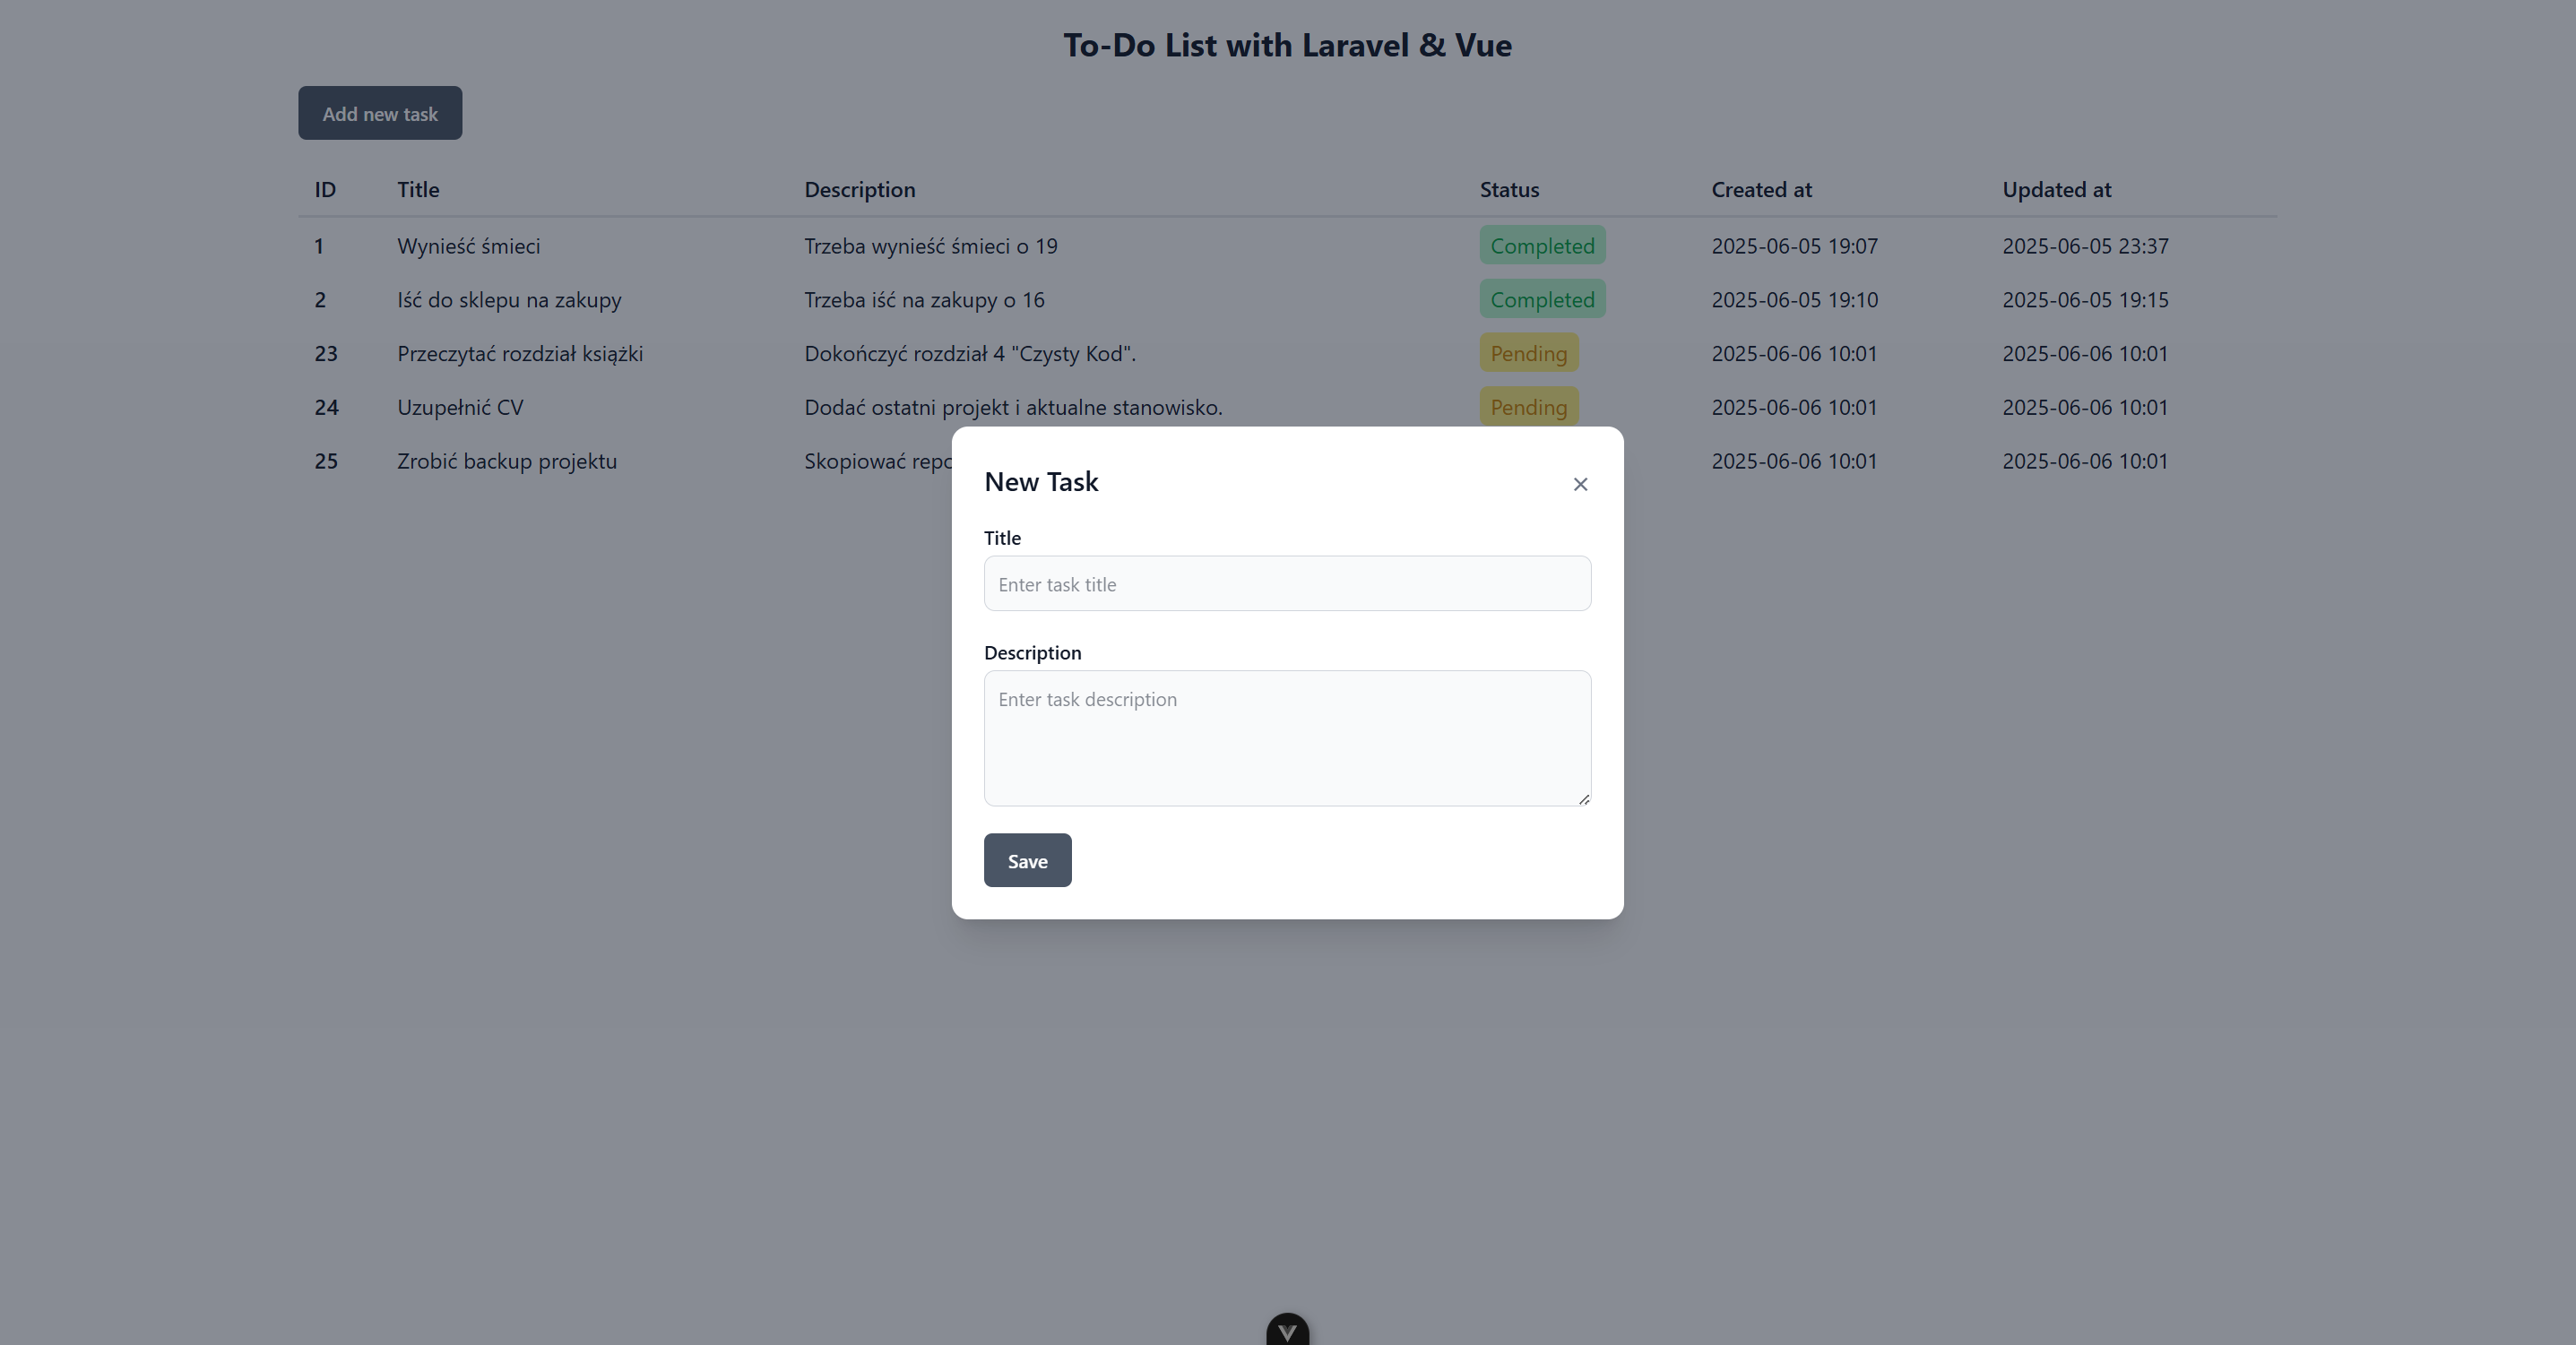 To-Do List with Laravel & Vue
Add new task
ID Title Description Status Created at Updated at
1 Wynieść śmieci Trzeba wynieść śmieci o 19 Completed 2025-06-05 19:07 2025-06-05 23:37
2 Iść do sklepu na zakupy Trzeba iść na zakupy o 16 Completed 2025-06-05 19:10 2025-06-05 19:15
23 Przeczytać rozdział książki Dokończyć rozdział 4 "Czysty Kod". Pending 2025-06-06 10:01 2025-06-06 10:01
24 Uzupełnić CV Dodać ostatni projekt i aktualne stanowisko. Pending 2025-06-06 10:01 2025-06-06 10:01
25 Zrobić backup projektu Skopiować 2025-06-06 10:01 2025-06-06 10:01
New Task
Title
Enter task title
Description
Enter task description
Save